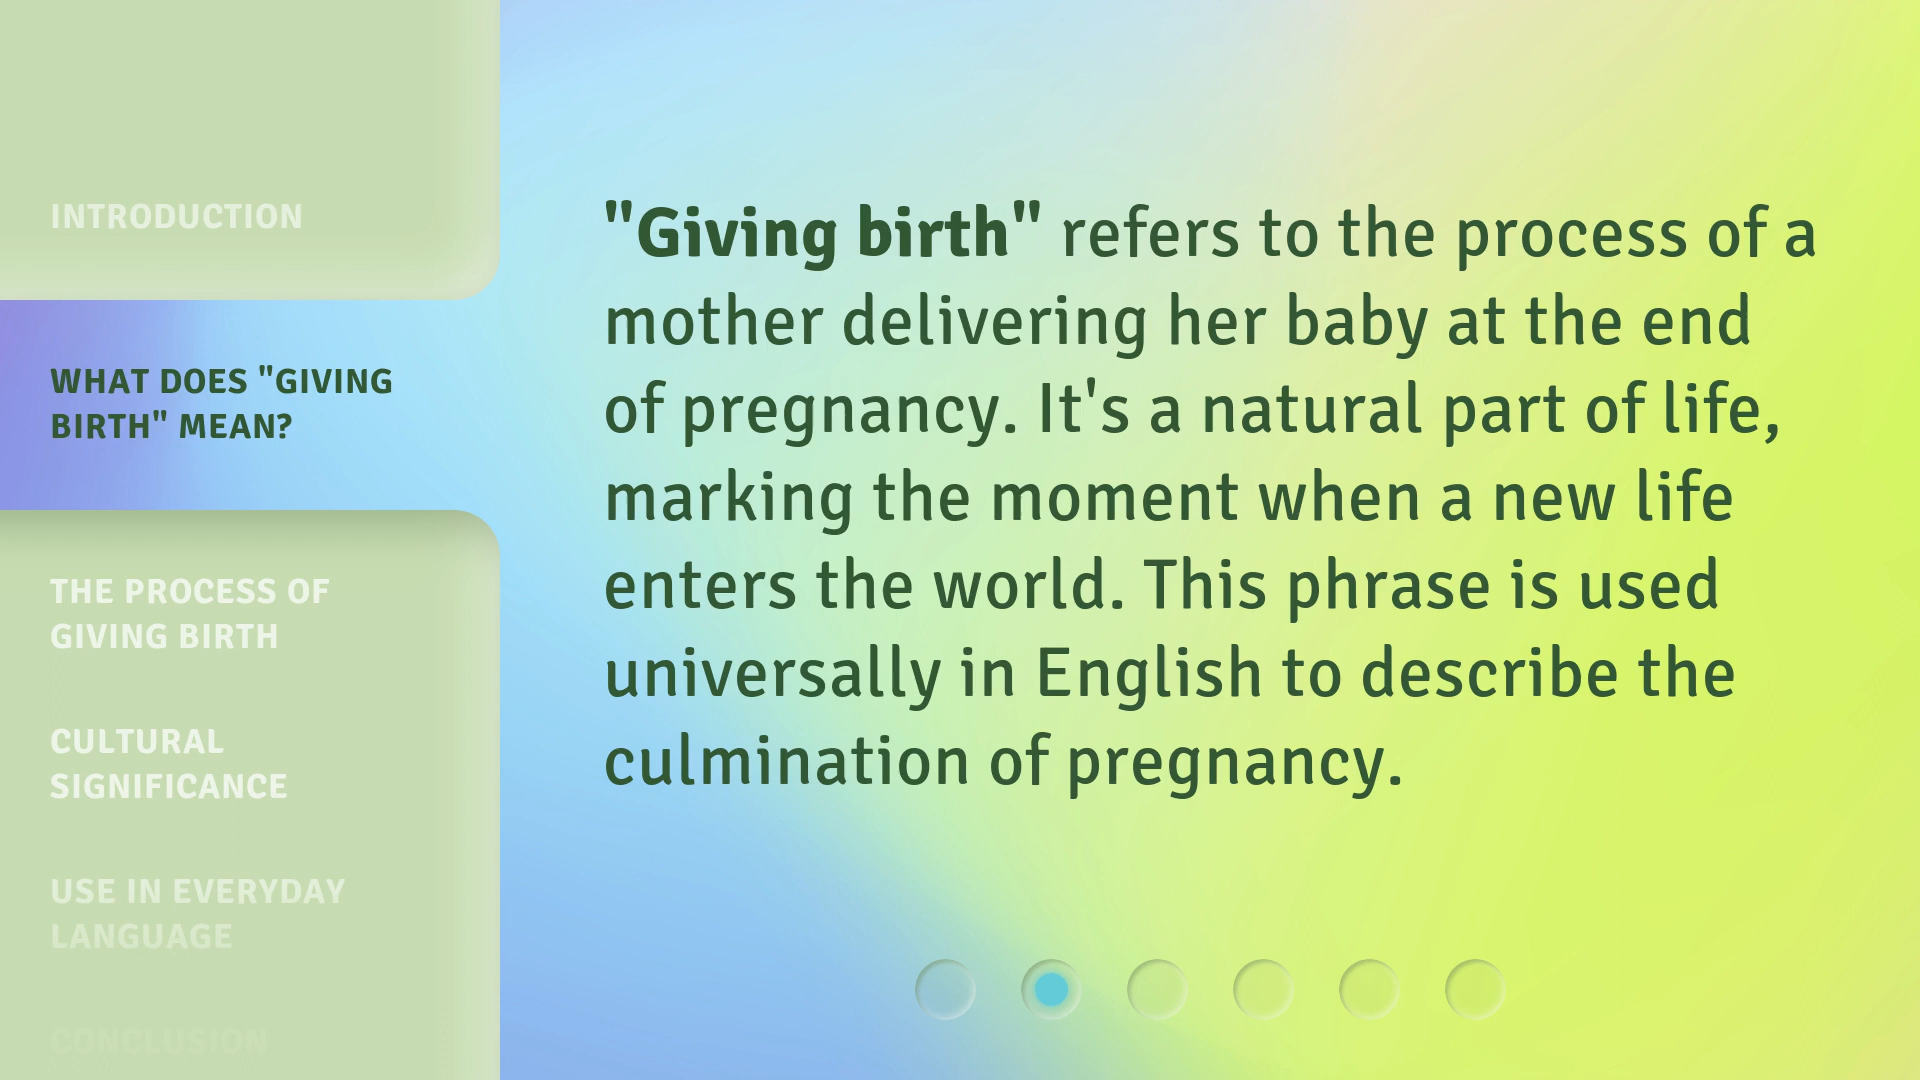 INTRODUCTION
WHAT DOES "GIVING
BIRTH" MEAN?
THE PROCESS OF
GIVING BIRTH
CULTURAL
SIGNIFICANCE
USE IN EVERYDAY
LANGUAGE
CONCLUSION
"Giving birth" refers to the process of a
mother delivering her baby at the end
of pregnancy. It's a natural part of life,
marking the moment when a new life
enters the world. This phrase is used
universally in English to describe the
culmination of pregnancy.